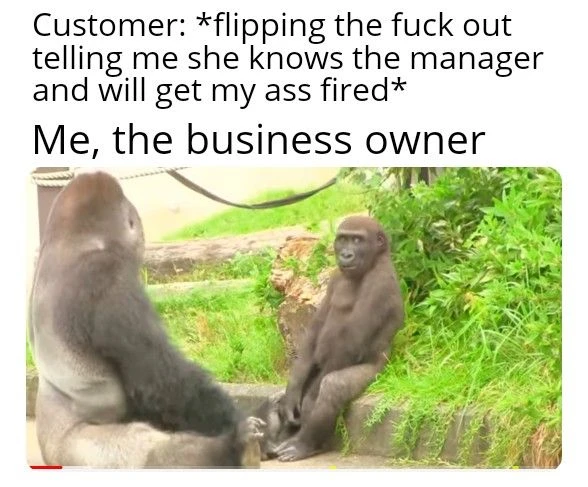 Customer: *flipping the fuck out
telling me she knows the manager
and will get my ass fired*
Me, the business owner